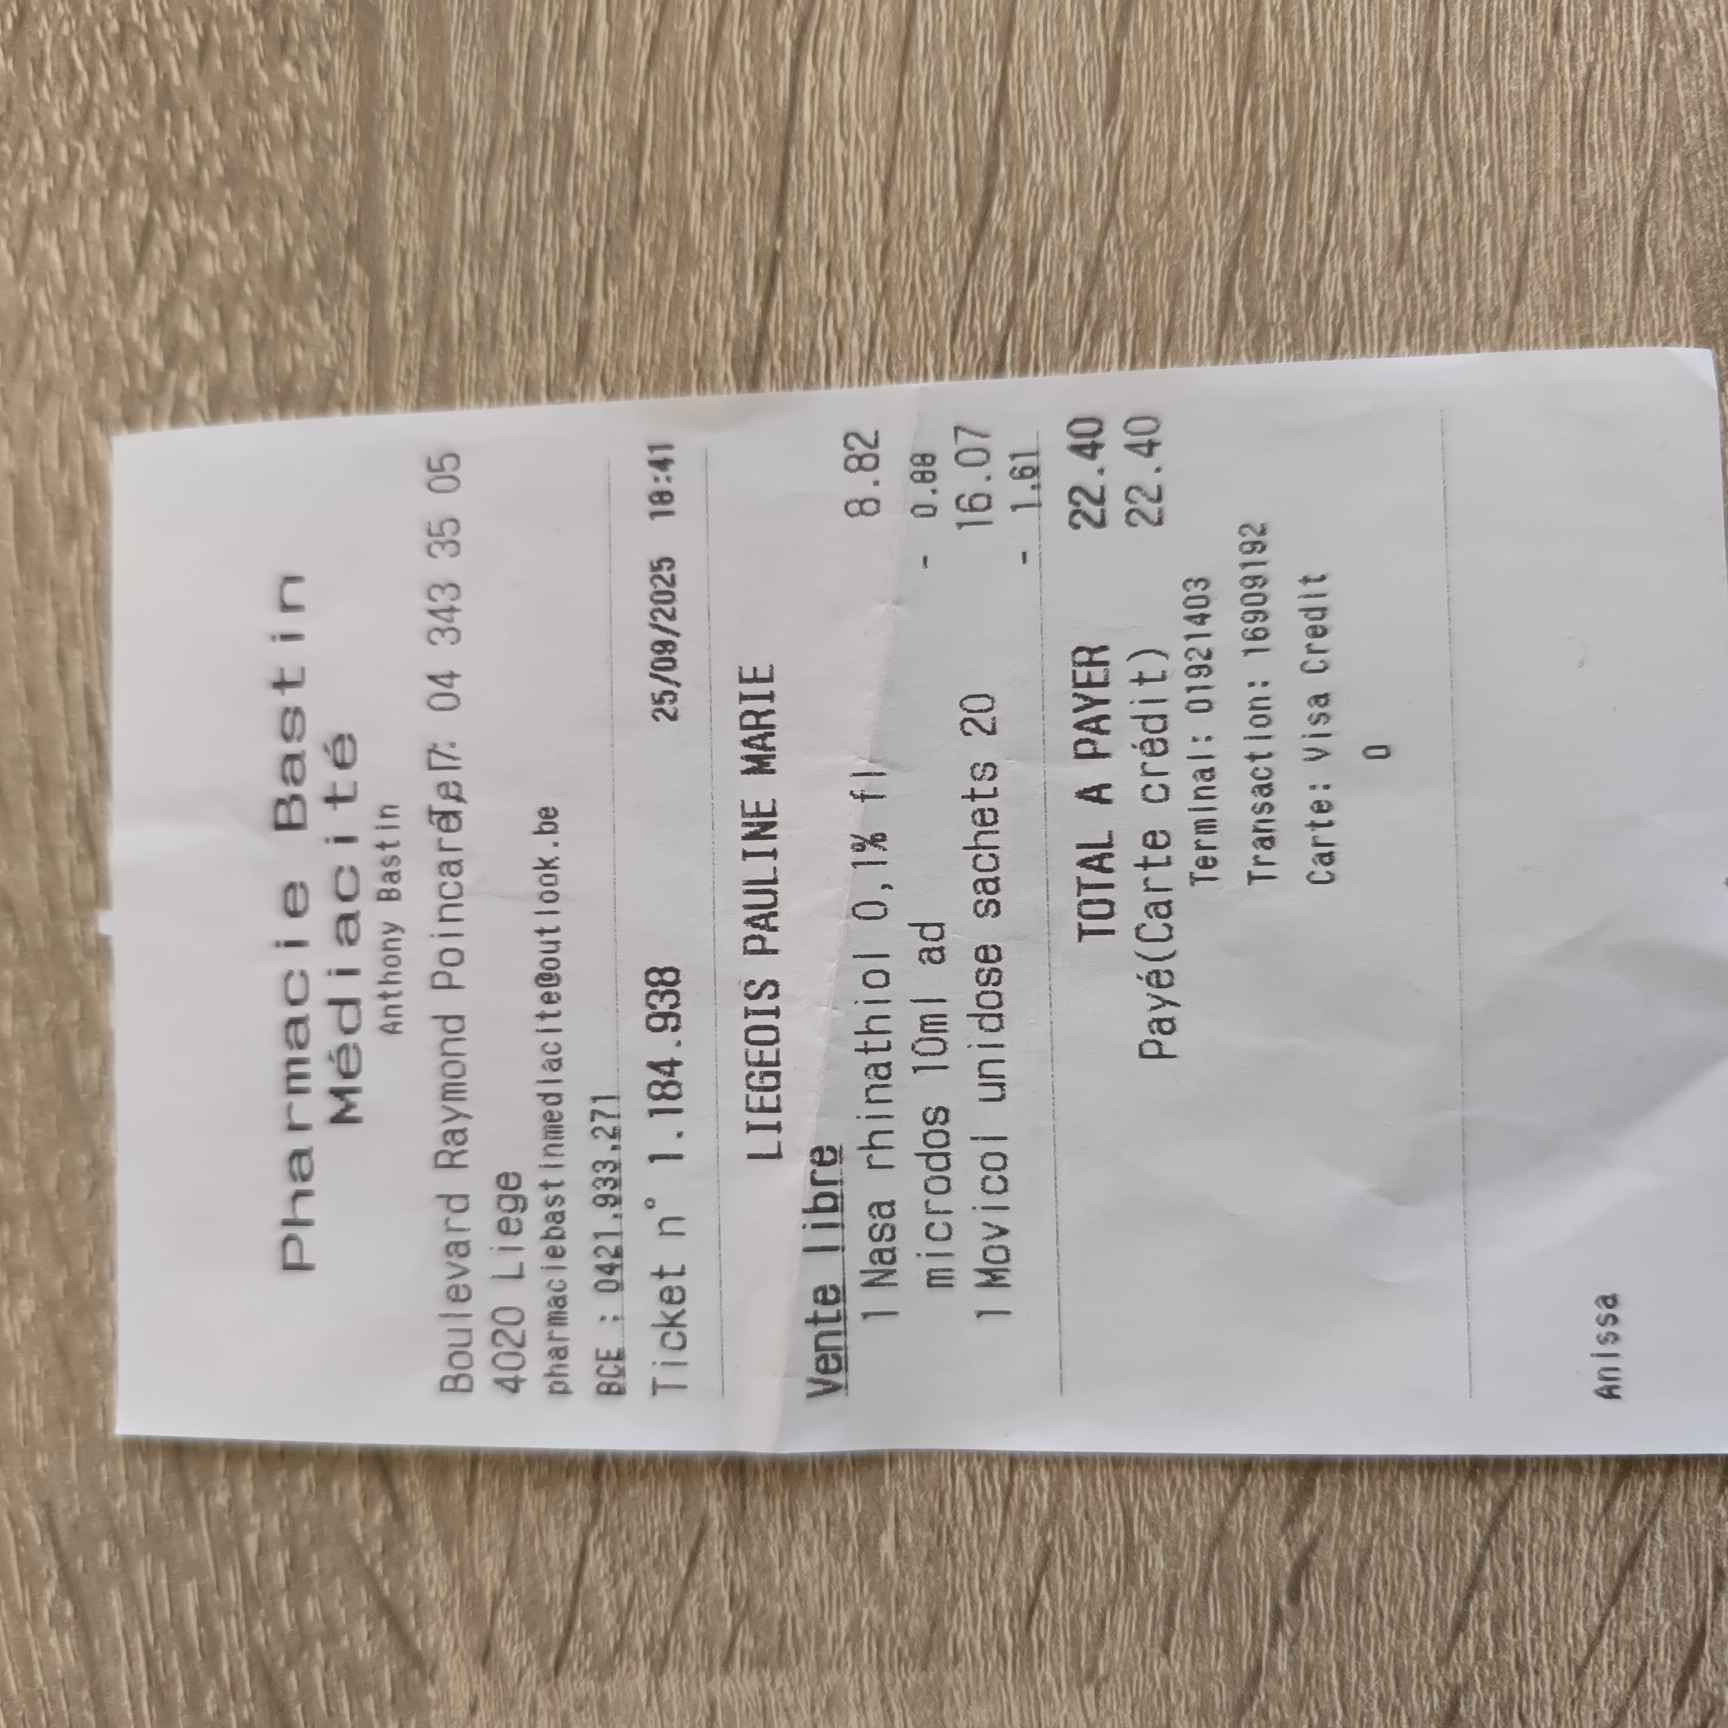 Pharmacie Bastin
Médiacité
Anthony Bastin
Boulevard Raymond Poincaré, 7 Tel: 04 343 35 05
4020 Liege
pharmaciebastinmediacite@outlook.be
BCE : 0421.933.271
Ticket n° 1.184.938 25/09/2025 18:41
LIEGEOIS PAULINE MARIE
Vente libre
1 Nasa rhinathiol 0,1% fl 8.82
microdos 10ml ad - 0.88
1 Movicol unidose sachets 20 16.07
- 1.61
TOTAL A PAYER 22.40
Payé(Carte crédit) 22.40
Terminal: 01921403
Transaction: 16909192
Carte: Visa Credit
0
Anissa